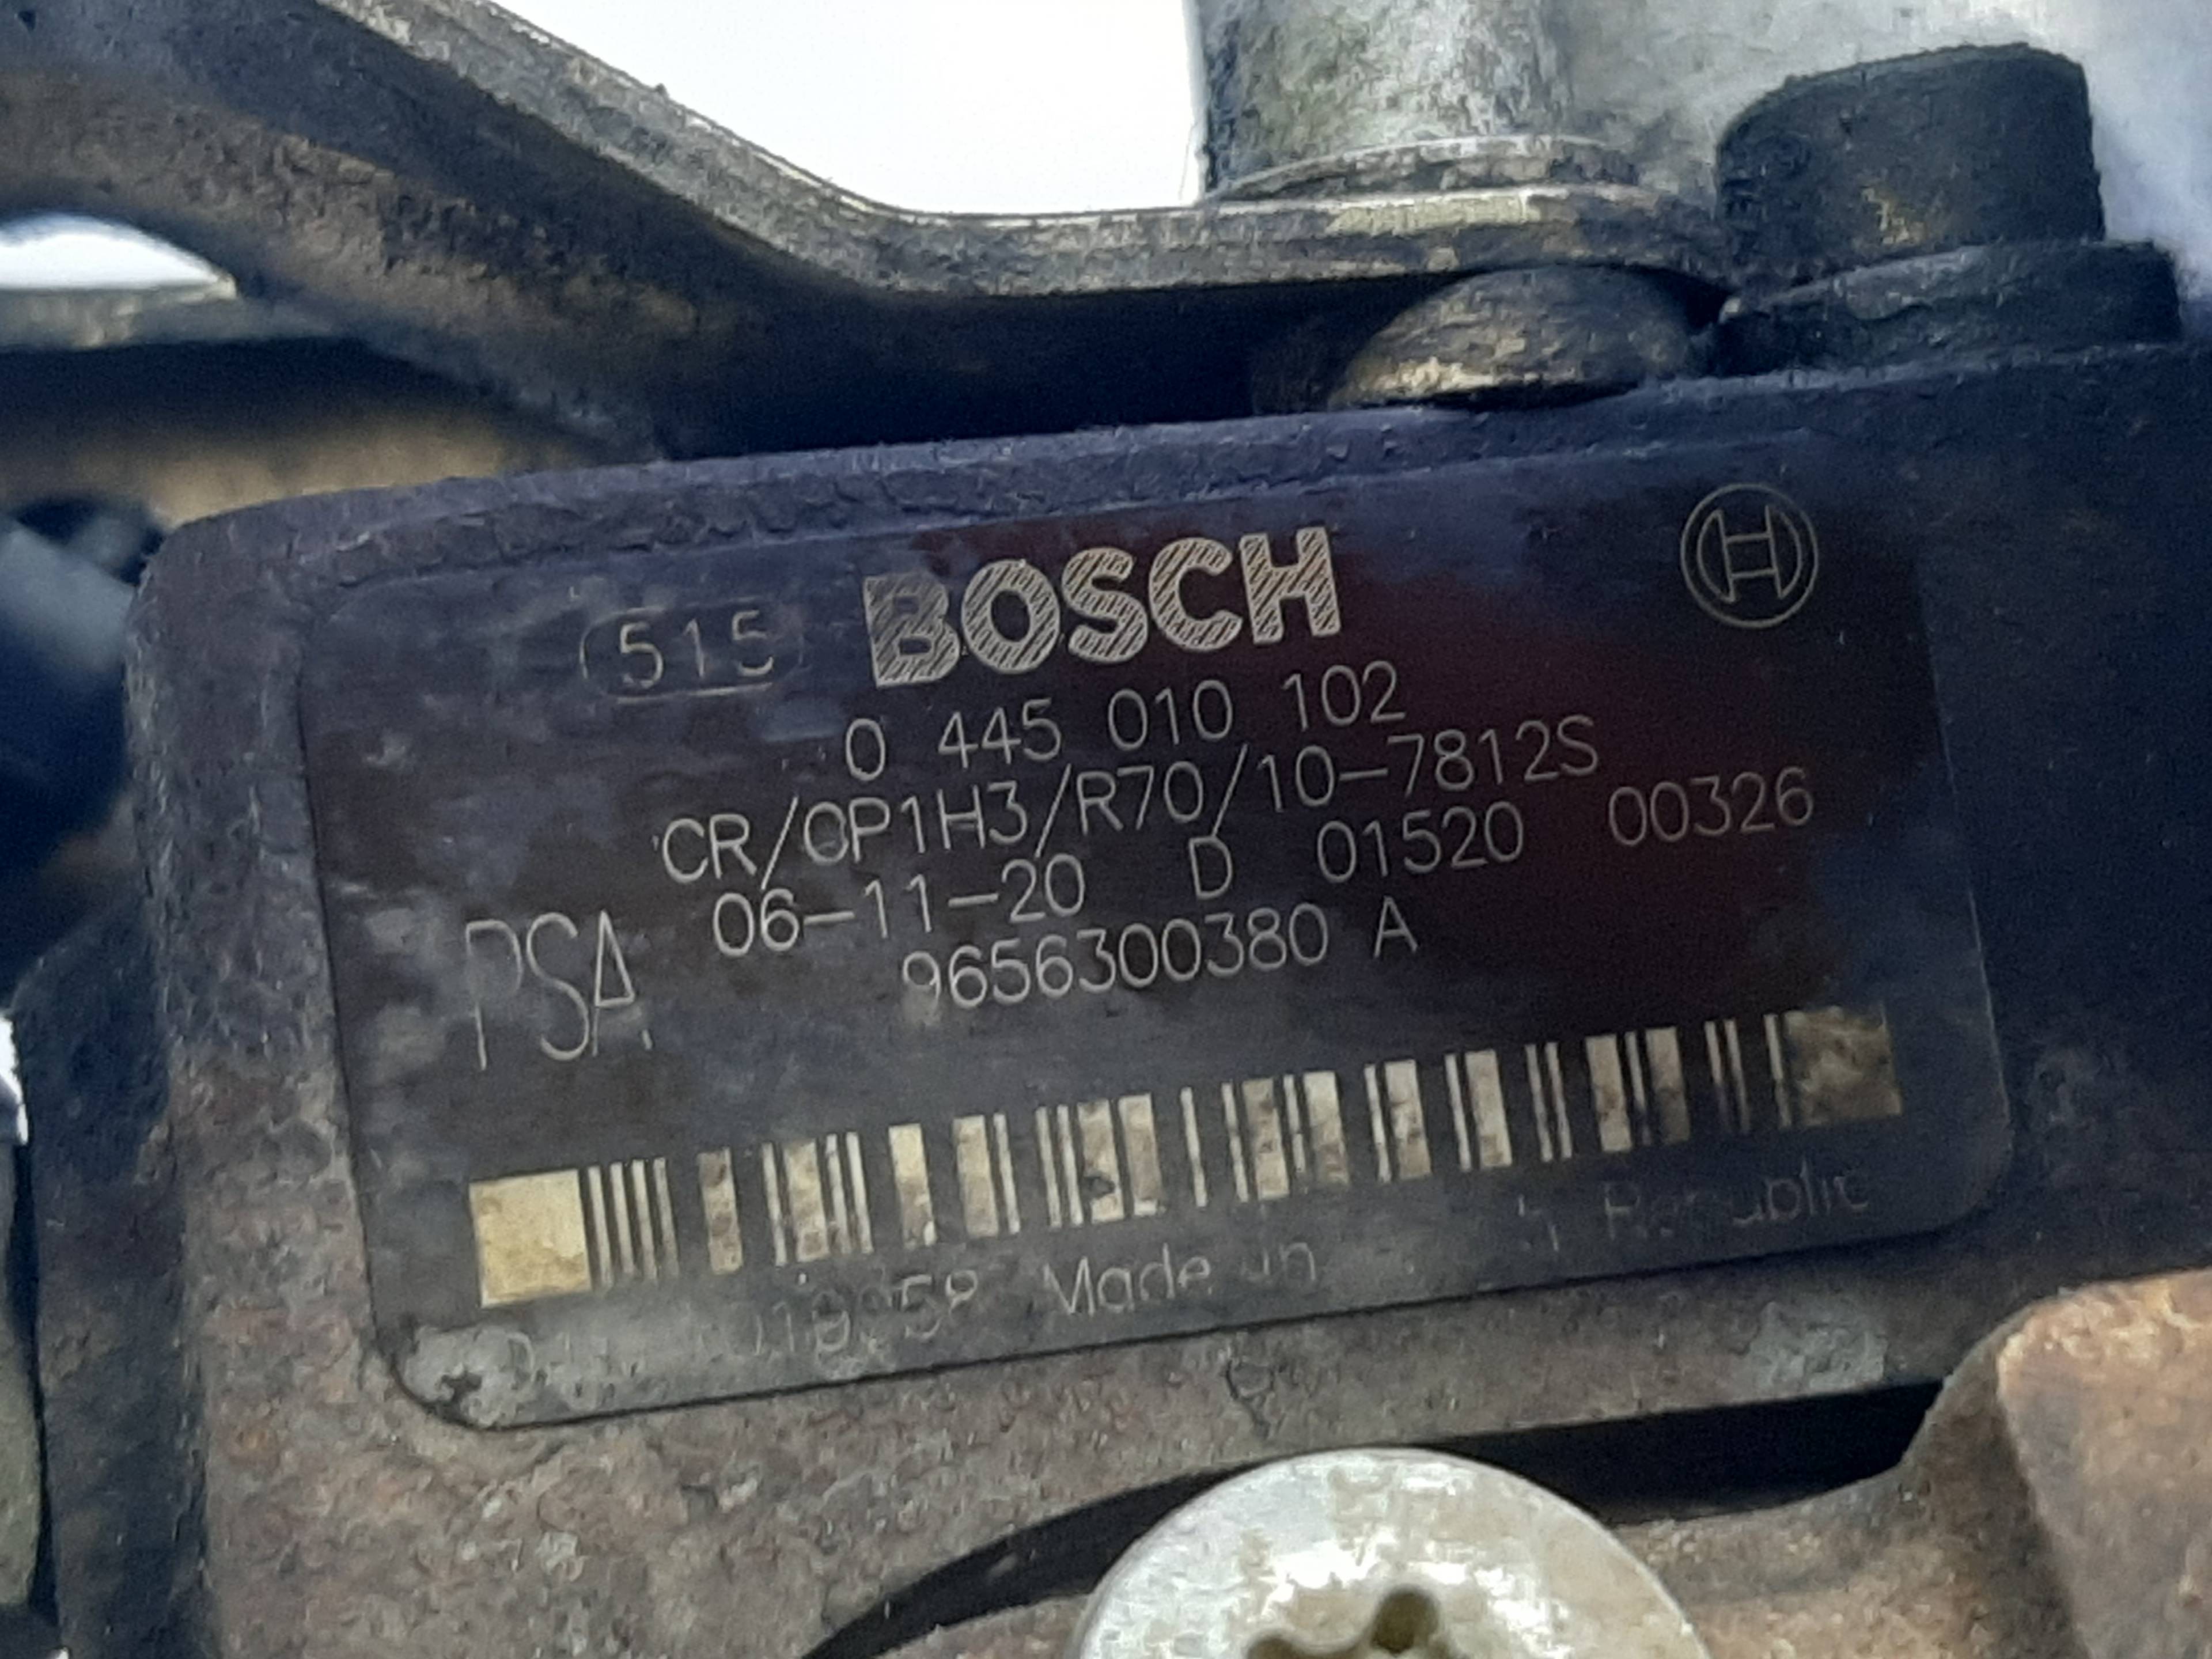 515 BOSCH
0 445 010 102
CR/CP1H3/R70/10-7812S
06-11-20 D 01520 00326
PSA 9656300380 A
Made in Republic